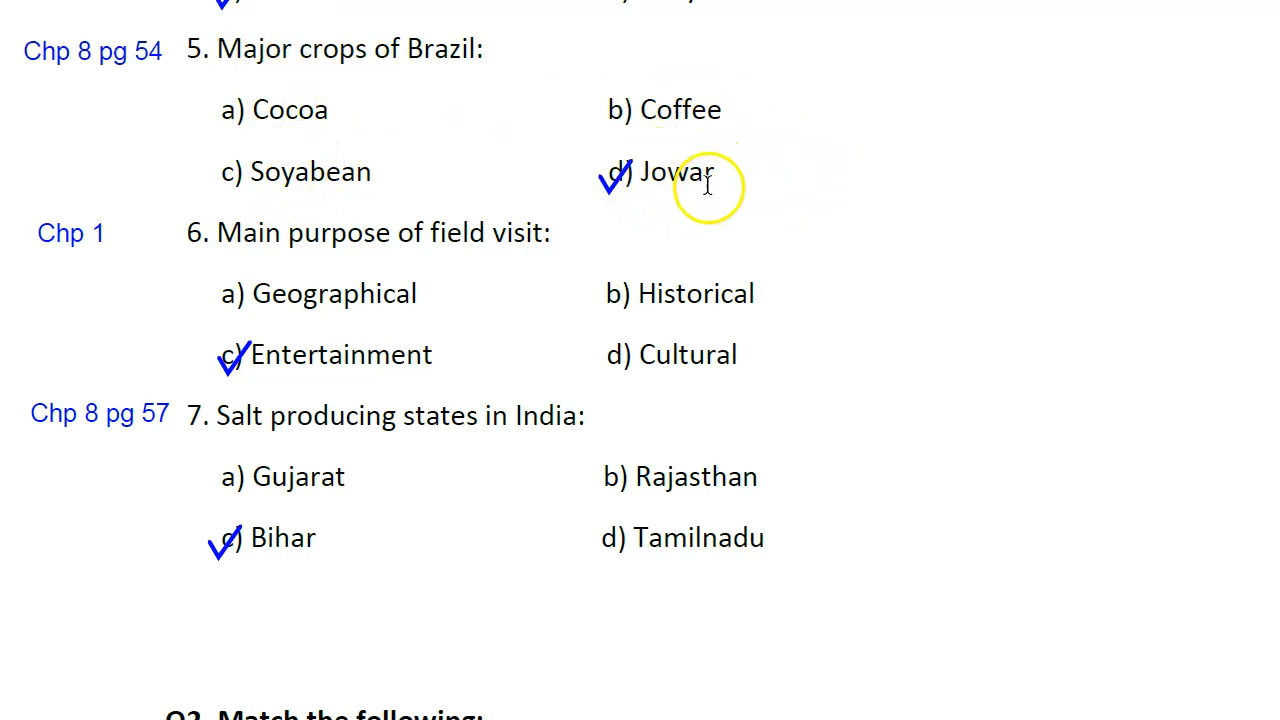 Chp 8 pg 54 5. Major crops of Brazil:
a) Cocoa b) Coffee
c) Soyabean d) Jowar
Chp 1 6. Main purpose of field visit:
a) Geographical b) Historical
c) Entertainment d) Cultural
Chp 8 pg 57 7. Salt producing states in India:
a) Gujarat b) Rajasthan
c) Bihar d) Tamilnadu
Q2. Match the following: